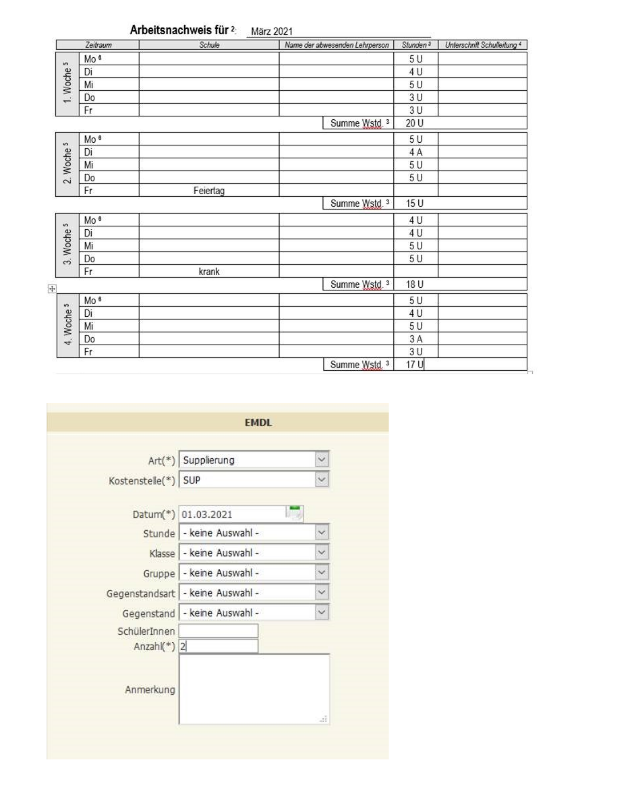 Arbeitsnachweis für ²: März 2021
Zeitraum Schule Name der abwesenden Lehrperson Stunden ³ Unterschrift Schulleitung ⁴
1. Woche ⁵
Mo ⁶ 5 U
Di 4 U
Mi 5 U
Do 3 U
Fr 3 U
Summe Wstd. ³ 20 U
2. Woche ⁵
Mo ⁶ 5 U
Di 4 A
Mi 5 U
Do 5 U
Fr Feiertag
Summe Wstd. ³ 15 U
3. Woche ⁵
Mo ⁶ 4 U
Di 4 U
Mi 5 U
Do 5 U
Fr krank
Summe Wstd. ³ 18 U
4. Woche ⁵
Mo ⁶ 5 U
Di 4 U
Mi 5 U
Do 3 A
Fr 3 U
Summe Wstd. ³ 17 U
EMDL
Art(*) Supplierung
Kostenstelle(*) SUP
Datum(*) 01.03.2021
Stunde - keine Auswahl -
Klasse - keine Auswahl -
Gruppe - keine Auswahl -
Gegenstandsart - keine Auswahl -
Gegenstand - keine Auswahl -
SchülerInnen
Anzahl(*) 2
Anmerkung